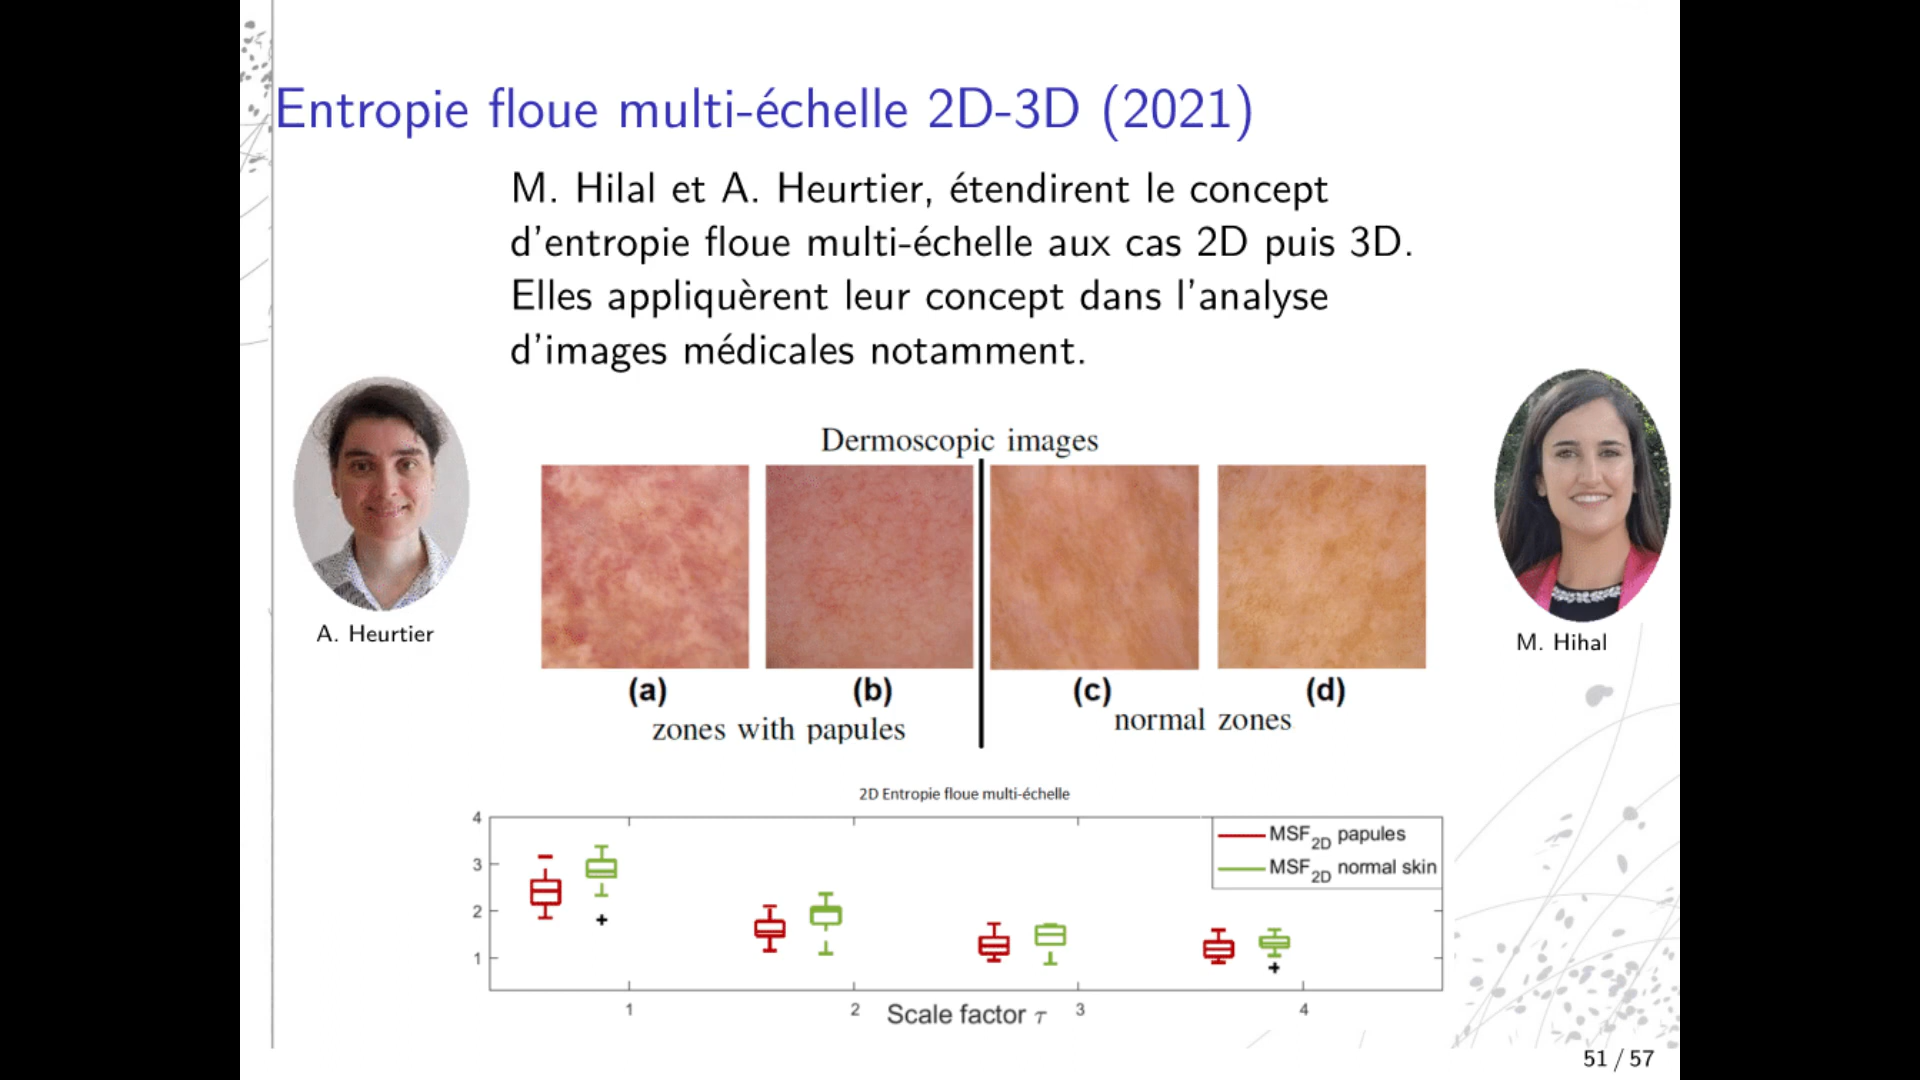 Entropie floue multi-échelle 2D-3D (2021)
M. Hilal et A. Heurtier, étendirent le concept
d'entropie floue multi-échelle aux cas 2D puis 3D.
Elles appliquèrent leur concept dans l'analyse
d'images médicales notamment.
A. Heurtier
M. Hihal
Dermoscopic images
(a) (b) (c) (d)
zones with papules
normal zones
2D Entropie floue multi-échelle
4
3
2
1
MSF2D papules
MSF2D normal skin
1 2 3 4
Scale factor τ
51 / 57